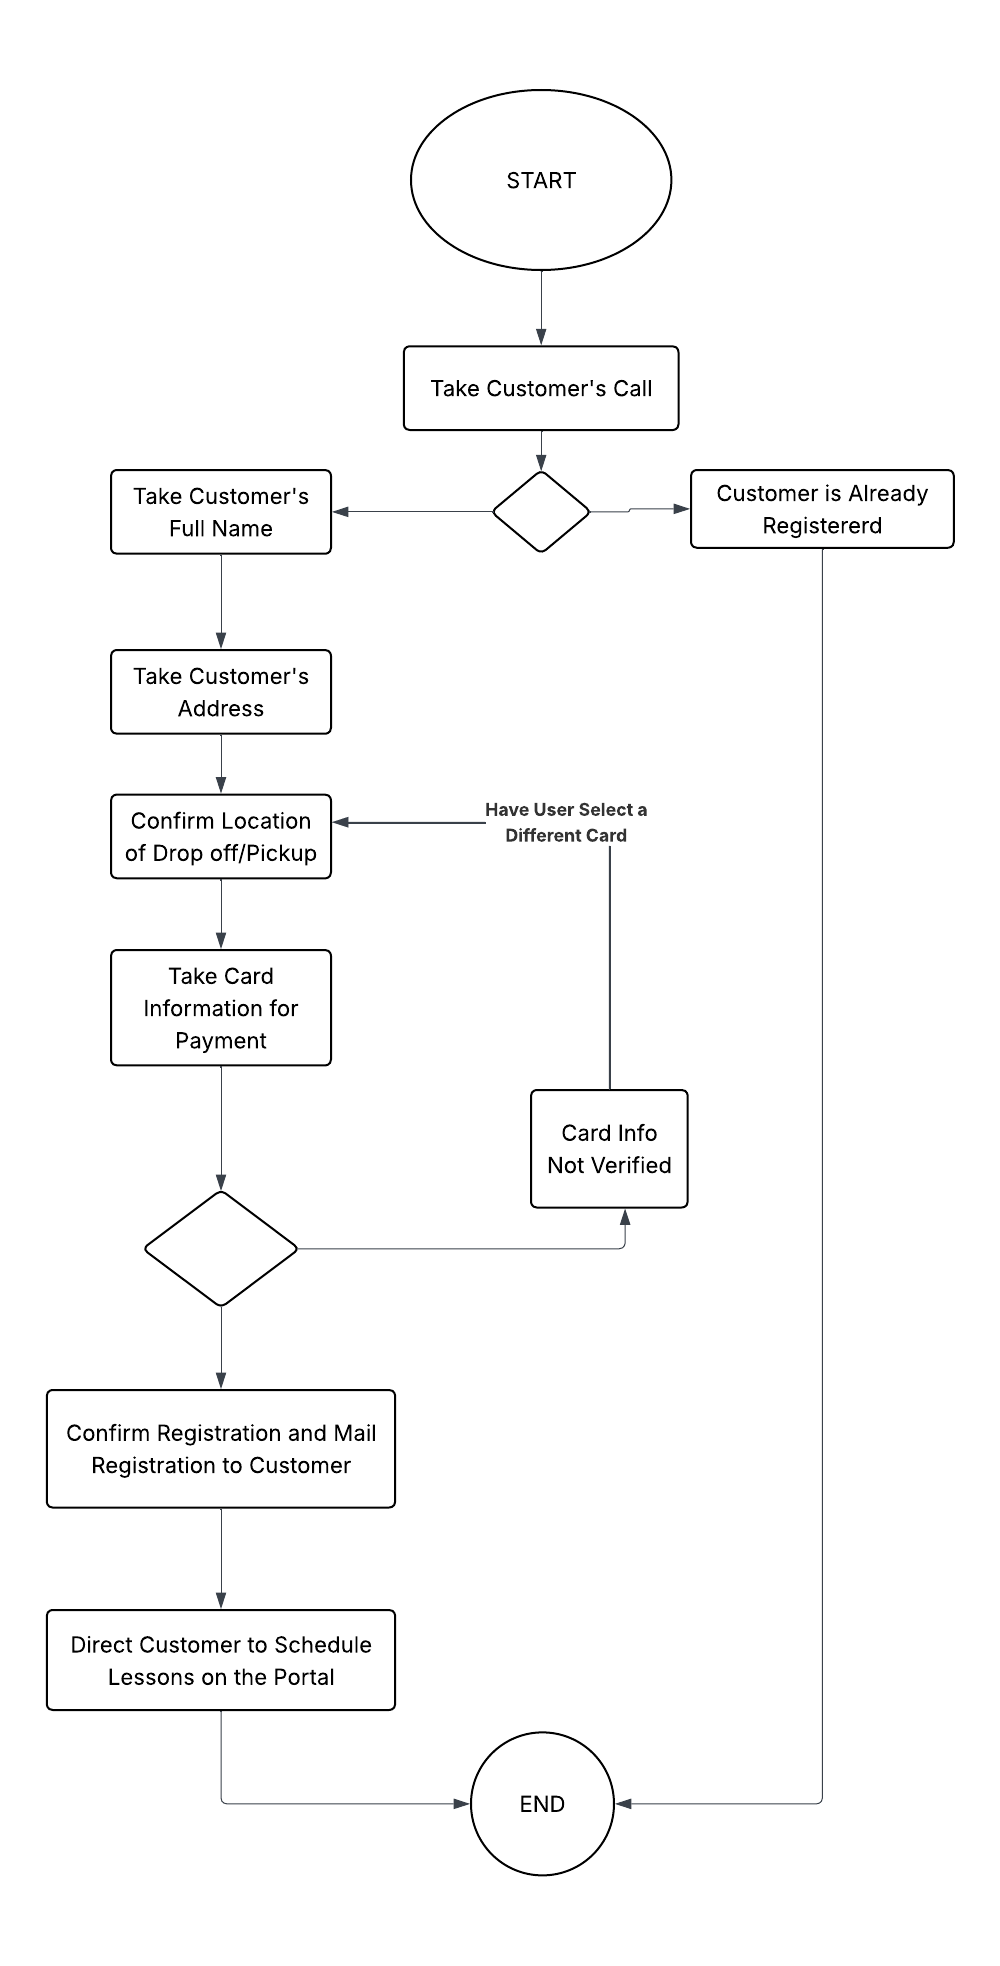 START
Take Customer's Call
Take Customer's
Full Name
Customer is Already
Registererd
Take Customer's
Address
Confirm Location
of Drop off/Pickup
Have User Select a
Different Card
Take Card
Information for
Payment
Card Info
Not Verified
Confirm Registration and Mail
Registration to Customer
Direct Customer to Schedule
Lessons on the Portal
END